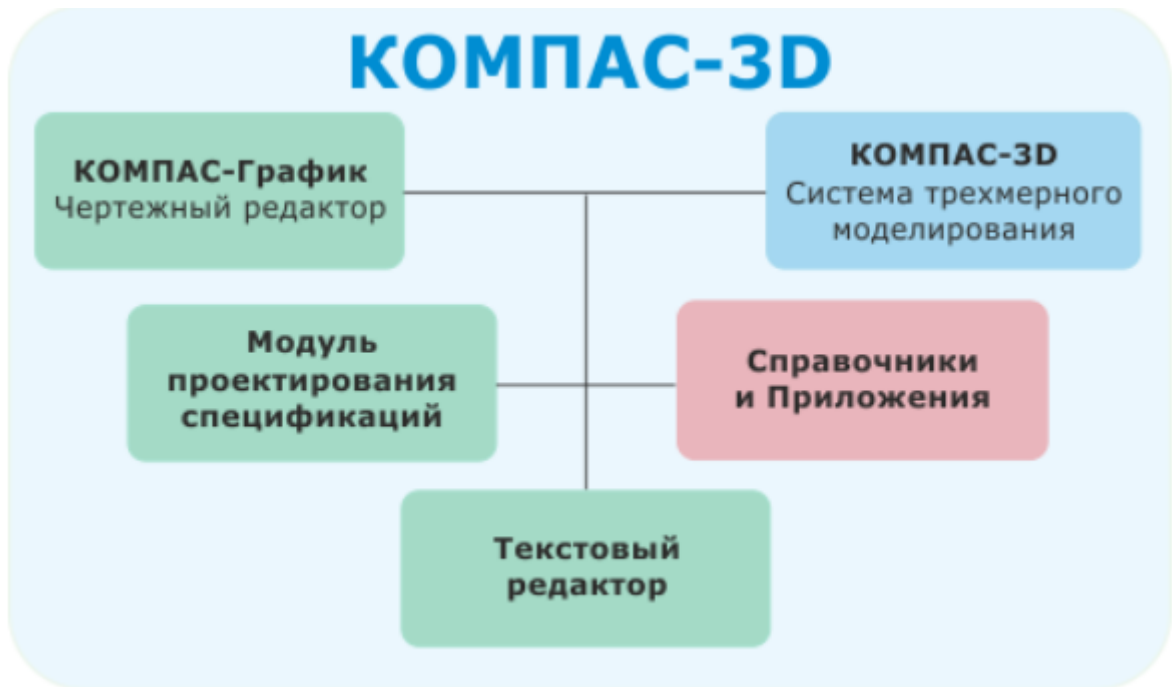 КОМПАС-3D
КОМПАС-График
Чертежный редактор
КОМПАС-3D
Система трехмерного
моделирования
Модуль
проектирования
спецификаций
Справочники
и Приложения
Текстовый
редактор